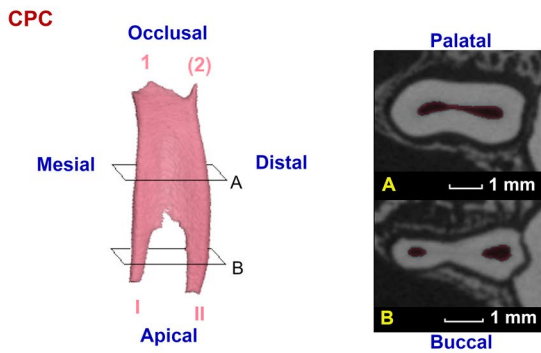 CPC
Occlusal
1 (2)
Mesial
Distal
A
B
I II
Apical
Palatal
A 1 mm
B 1 mm
Buccal